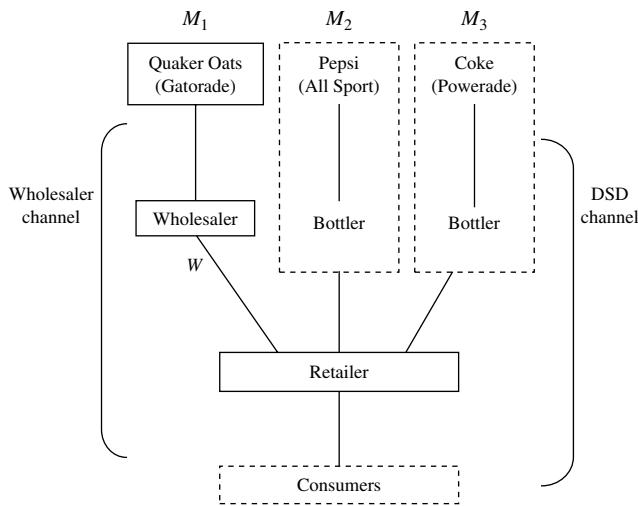 M1 M2 M3
Quaker Oats
(Gatorade)
Pepsi
(All Sport)
Coke
(Powerade)
Wholesaler
channel
DSD
channel
Wholesaler
Bottler
Bottler
W
Retailer
Consumers